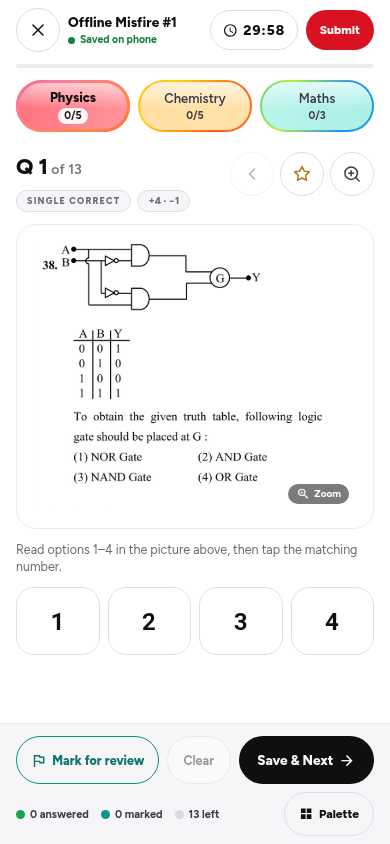 Offline Misfire #1
Saved on phone
29:58
Submit
Physics
0/5
Chemistry
0/5
Maths
0/3
Q 1 of 13
SINGLE CORRECT
+4 · −1
38.
A
B
G
Y
A B Y
0 0 1
0 1 0
1 0 0
1 1 1
To obtain the given truth table, following logic
gate should be placed at G :
(1) NOR Gate (2) AND Gate
(3) NAND Gate (4) OR Gate
Zoom
Read options 1–4 in the picture above, then tap the matching
number.
1 2 3 4
Mark for review
Clear
Save & Next
0 answered
0 marked
13 left
Palette